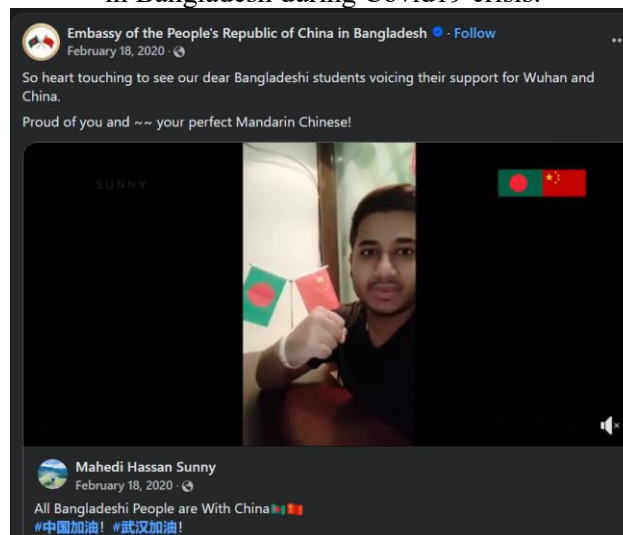 in Bangladesh during Covid19 crisis.
Embassy of the People's Republic of China in Bangladesh · Follow
February 18, 2020 ·
So heart touching to see our dear Bangladeshi students voicing their support for Wuhan and
China.
Proud of you and ~~ your perfect Mandarin Chinese!
SUNNY
Mahedi Hassan Sunny
February 18, 2020 ·
All Bangladeshi People are With China🇧🇩🇨🇳
#中国加油! #武汉加油!